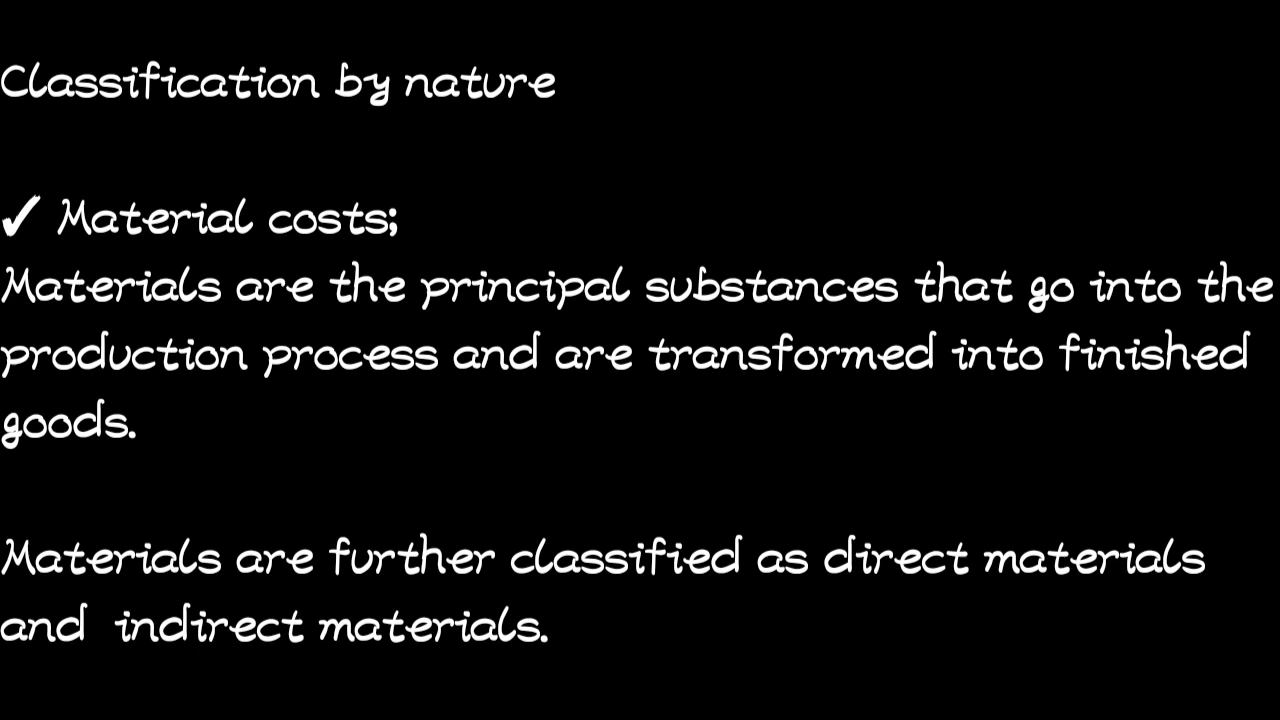 Classification by nature
✓ Material costs;
Materials are the principal substances that go into the
production process and are transformed into finished
goods.
Materials are further classified as direct materials
and  indirect materials.